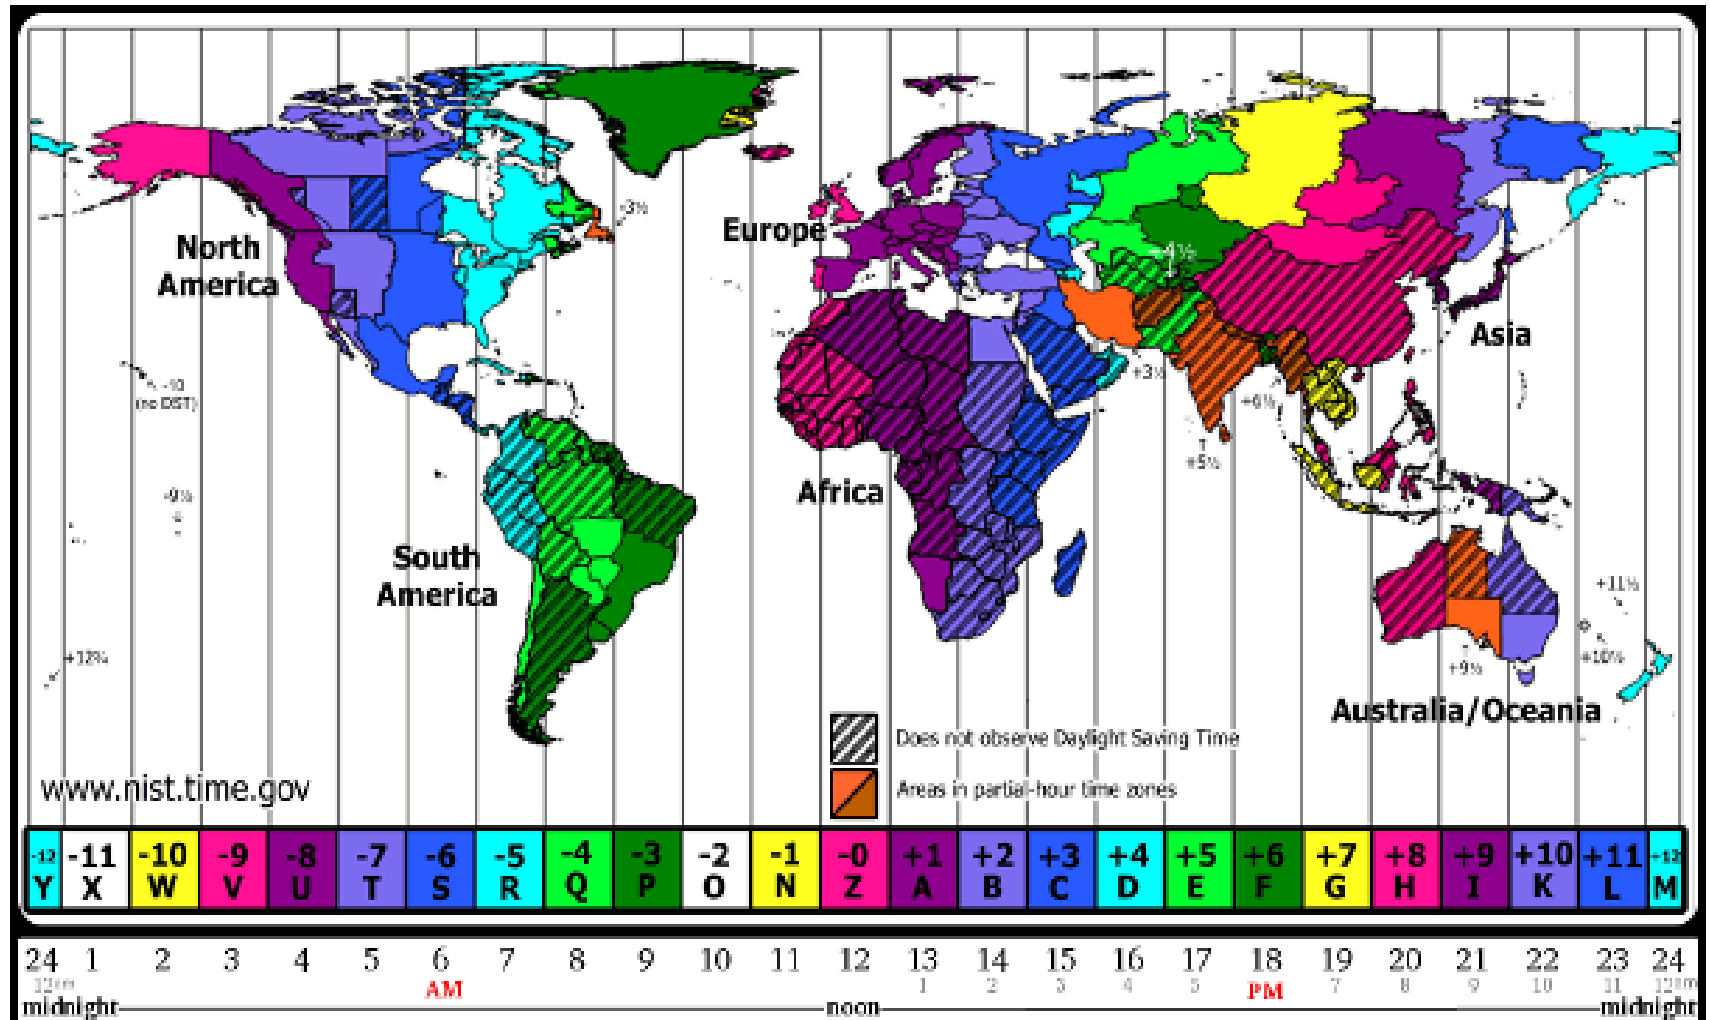 -3½
Europe
North
America
+4½
Asia
-10
(no DST)
+3½
+6½
↑
+5½
-9½
Africa
South
America
+11½
+12¾
↑
+9½
+10½
Australia/Oceania
Does not observe Daylight Saving Time
www.nist.time.gov
Areas in partial-hour time zones
-12 -11 -10 -9 -8 -7 -6 -5 -4 -3 -2 -1 -0 +1 +2 +3 +4 +5 +6 +7 +8 +9 +10 +11 +12
Y X W V U T S R Q P O N Z A B C D E F G H I K L M
24 1 2 3 4 5 6 7 8 9 10 11 12 13 14 15 16 17 18 19 20 21 22 23 24
12am AM 1 2 3 4 5 PM 7 8 9 10 11
midnight noon midnight